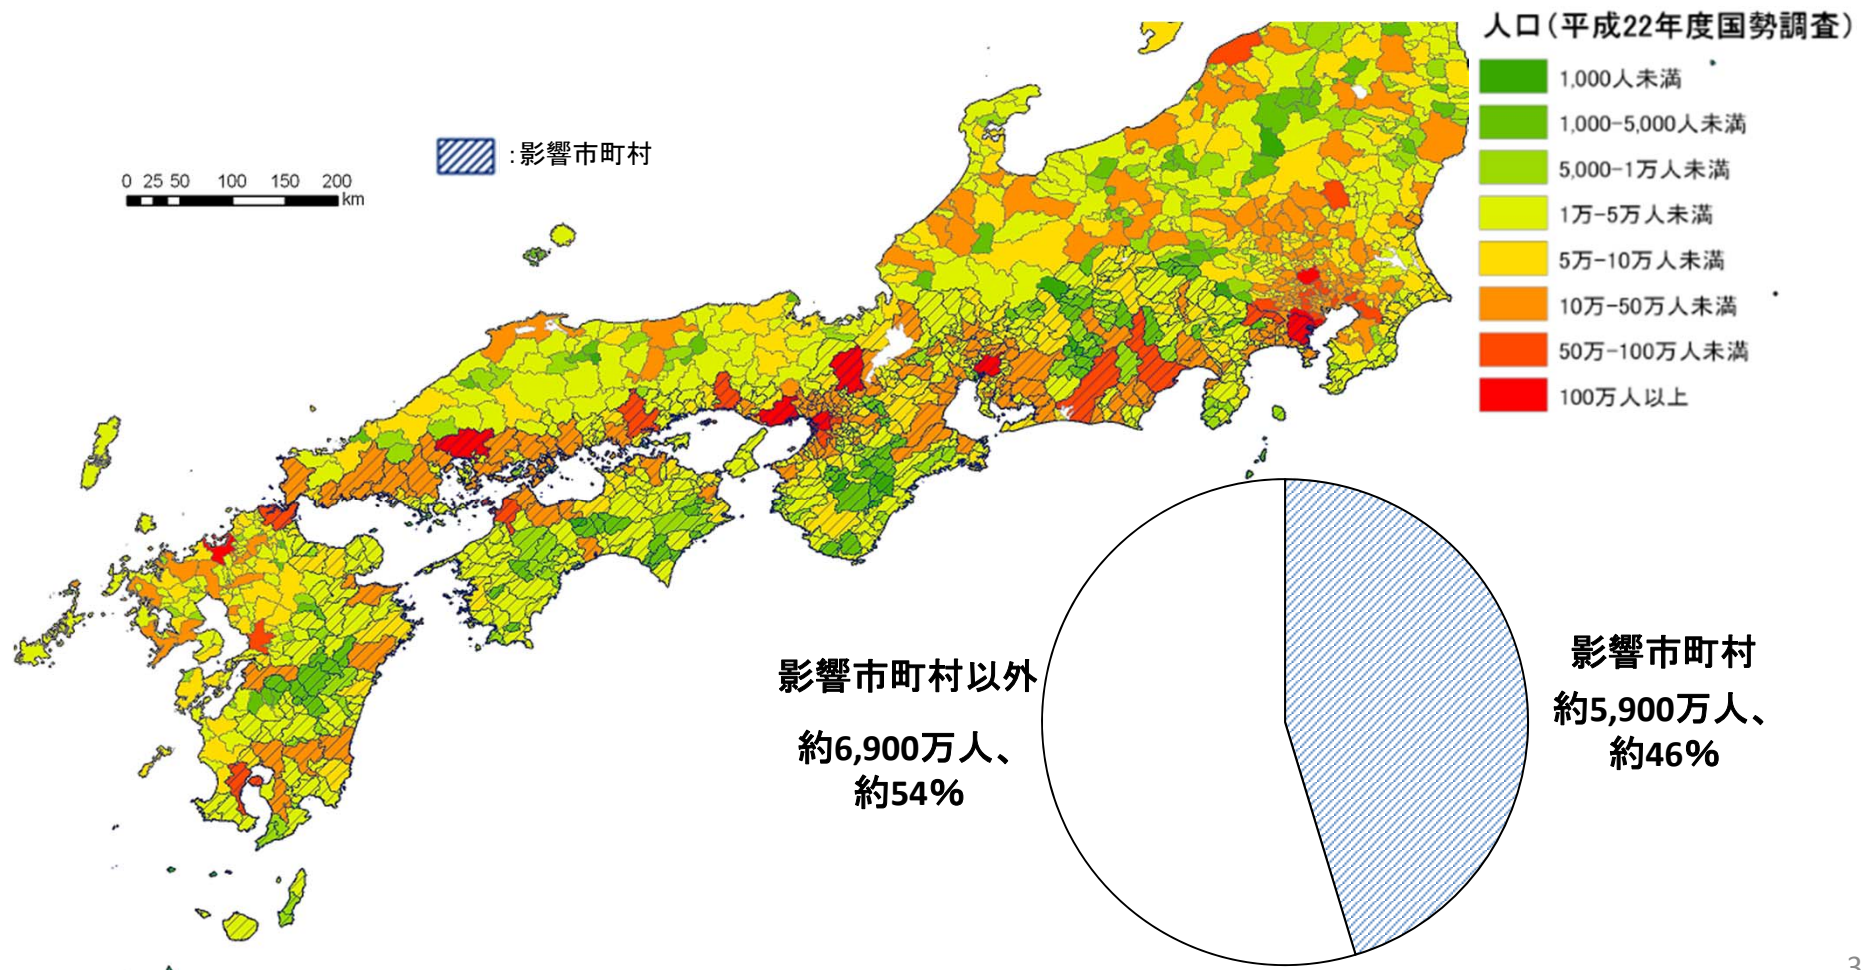 人口（平成22年度国勢調査）
1,000人未満
1,000-5,000人未満
5,000-1万人未満
1万-5万人未満
5万-10万人未満
10万-50万人未満
50万-100万人未満
100万人以上
：影響市町村
0 25 50 100 150 200
km
影響市町村以外
約6,900万人、
約54%
影響市町村
約5,900万人、
約46%
3